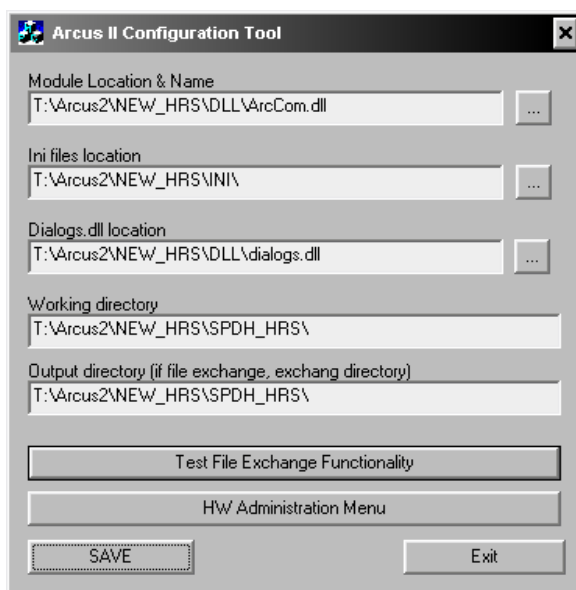 Arcus II Configuration Tool
Module Location & Name
T:\Arcus2\NEW_HRS\DLL\ArcCom.dll
...
Ini files location
T:\Arcus2\NEW_HRS\INI\
...
Dialogs.dll location
T:\Arcus2\NEW_HRS\DLL\dialogs.dll
...
Working directory
T:\Arcus2\NEW_HRS\SPDH_HRS\
Output directory (if file exchange, exchang directory)
T:\Arcus2\NEW_HRS\SPDH_HRS\
Test File Exchange Functionality
HW Administration Menu
SAVE Exit